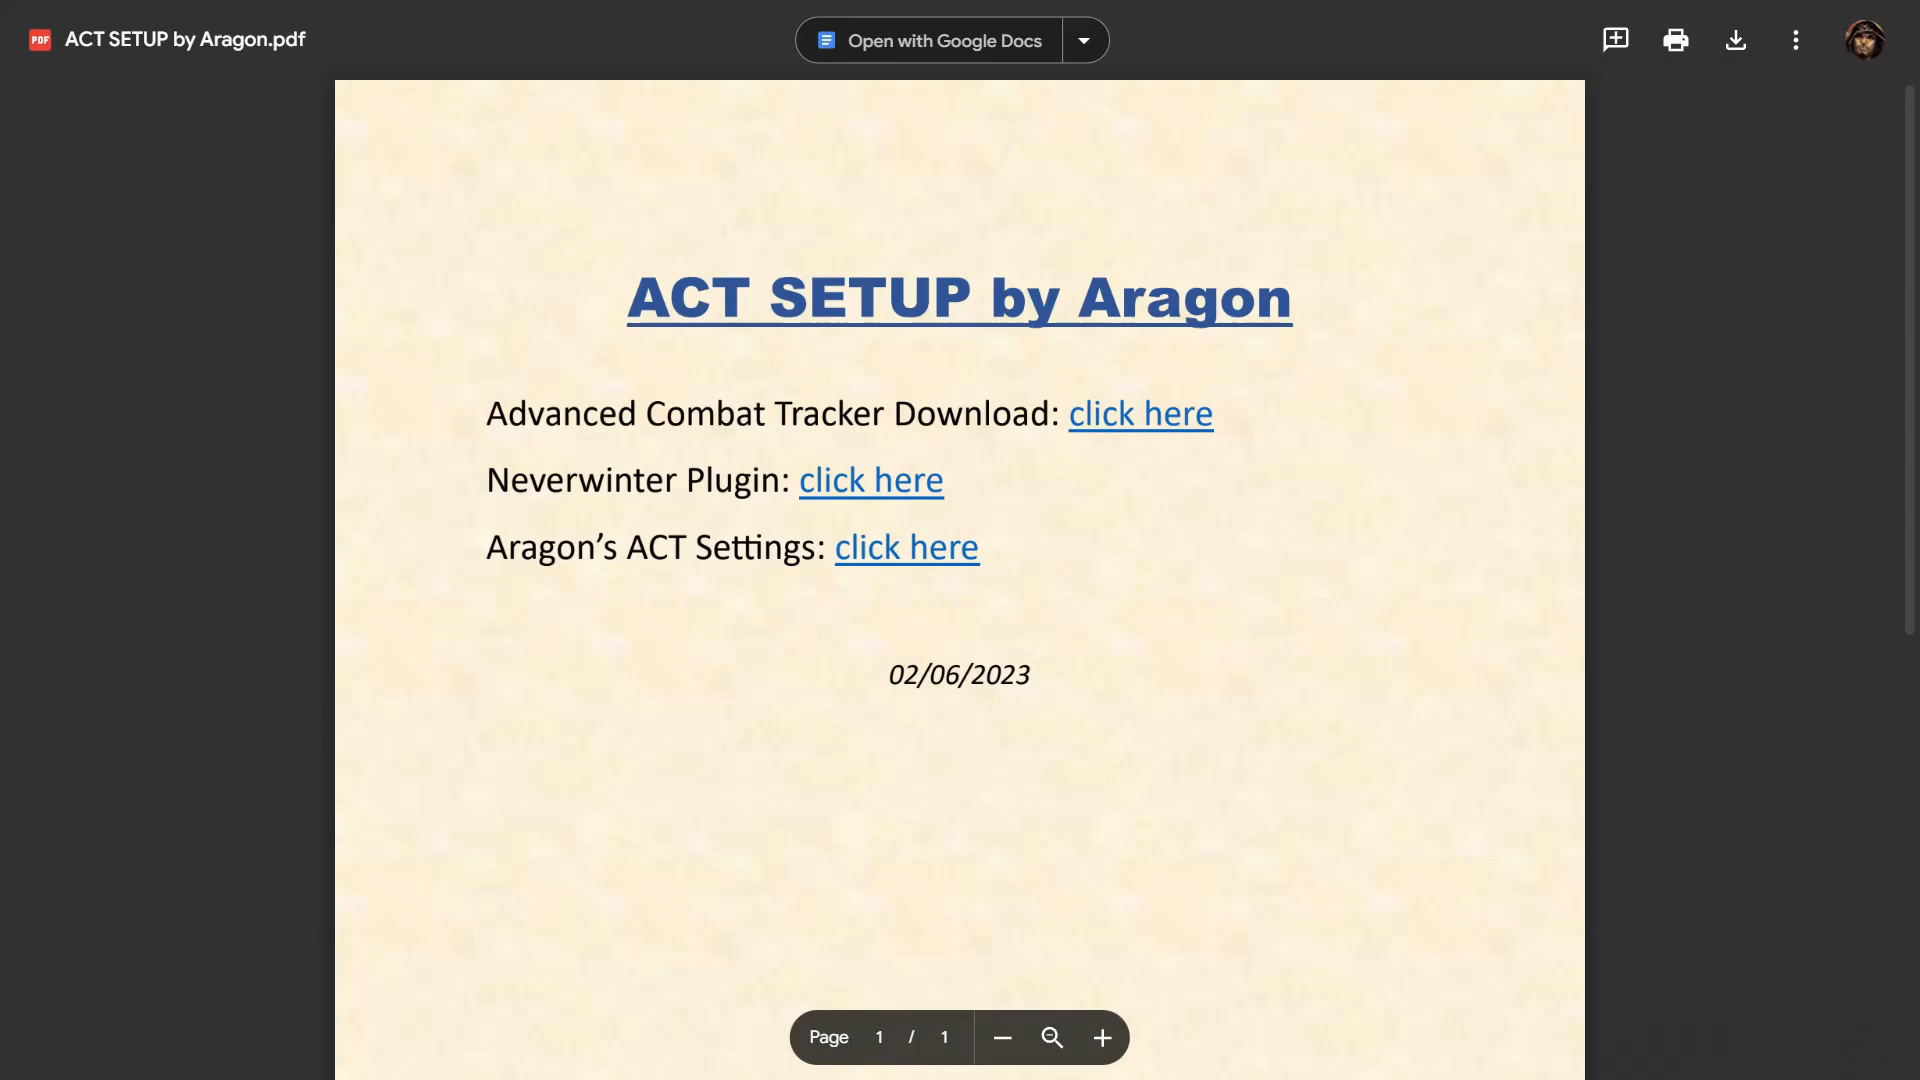 PDF ACT SETUP by Aragon.pdf
Open with Google Docs
ACT SETUP by Aragon
Advanced Combat Tracker Download: click here
Neverwinter Plugin: click here
Aragon’s ACT Settings: click here
02/06/2023
Page 1 / 1